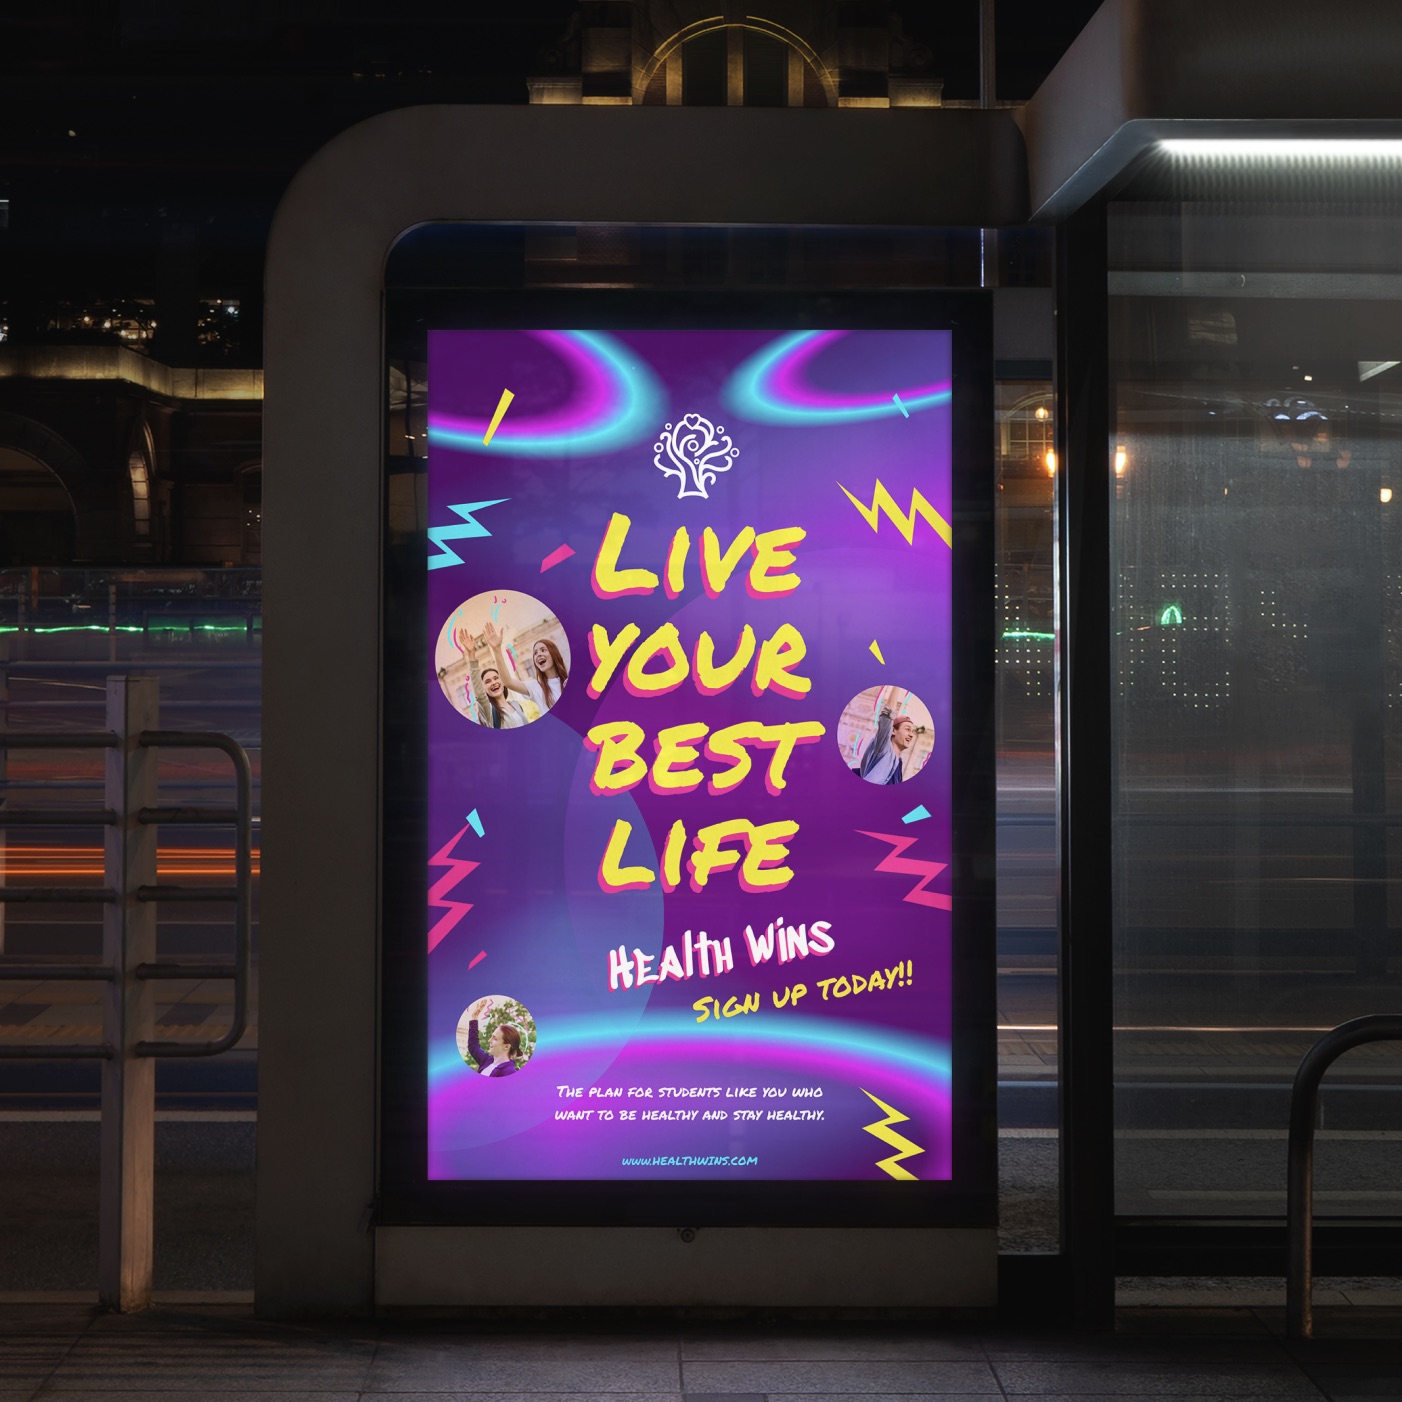 LIVE
YOUR
BEST
LIFE
HEAlTH WiNS
SIGN UP TODAY!!
THE PLAN FOR STUDENTS LIKE YOU WHO
WANT TO BE HEALTHY AND STAY HEALTHY.
WWW.HEALTHWINS.COM